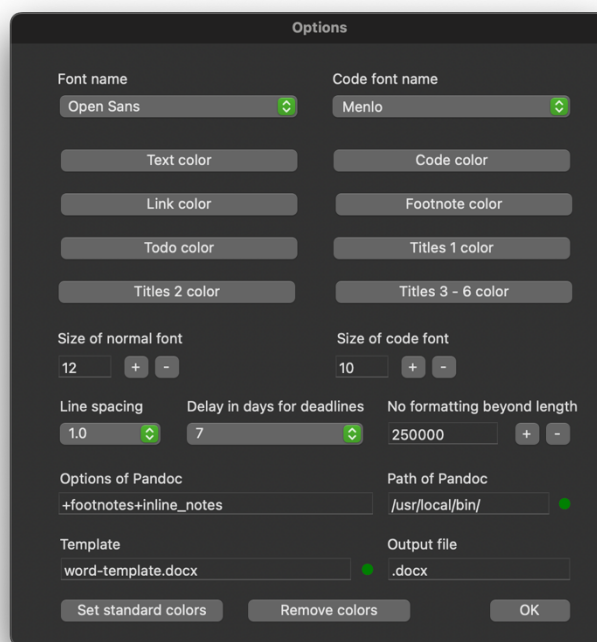 Options
Font name Code font name
Open Sans Menlo
Text color Code color
Link color Footnote color
Todo color Titles 1 color
Titles 2 color Titles 3 - 6 color
Size of normal font Size of code font
12 + - 10 + -
Line spacing Delay in days for deadlines No formatting beyond length
1.0 7 250000 + -
Options of Pandoc Path of Pandoc
+footnotes+inline_notes /usr/local/bin/
Template Output file
word-template.docx .docx
Set standard colors Remove colors OK